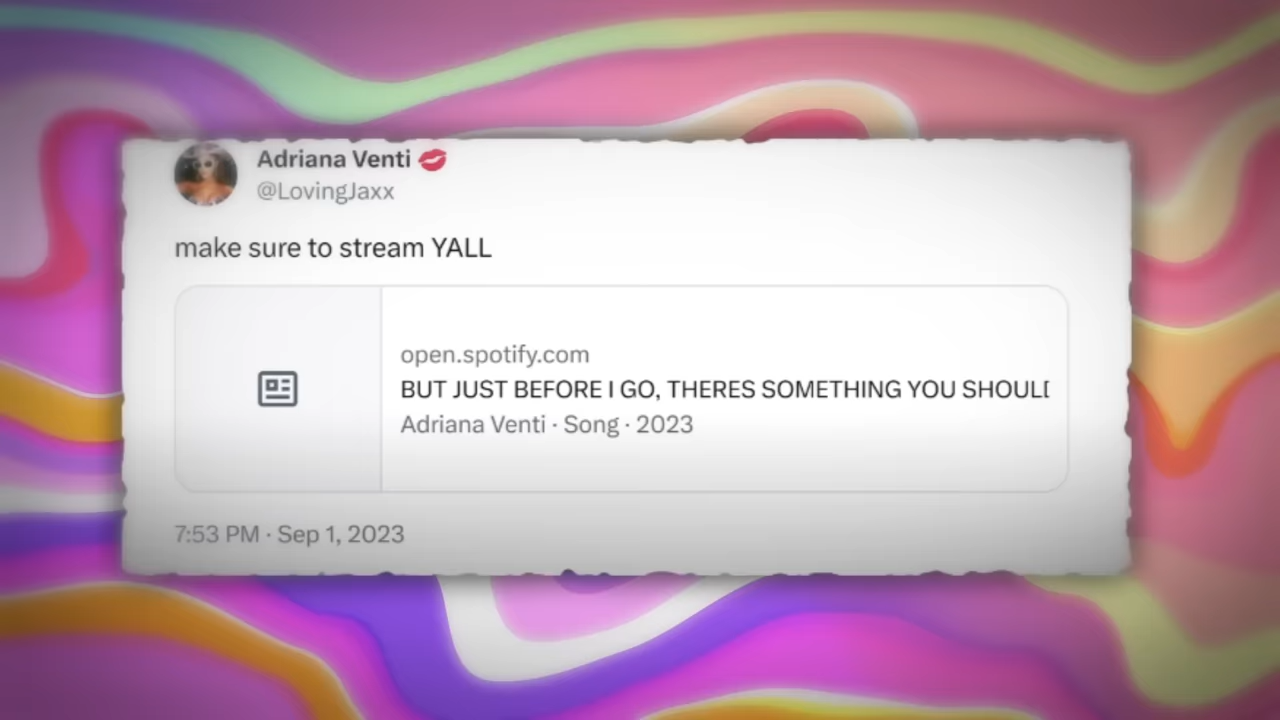 Adriana Venti 💋
@LovingJaxx
make sure to stream YALL
open.spotify.com
BUT JUST BEFORE I GO, THERES SOMETHING YOU SHOUL
Adriana Venti · Song · 2023
7:53 PM · Sep 1, 2023